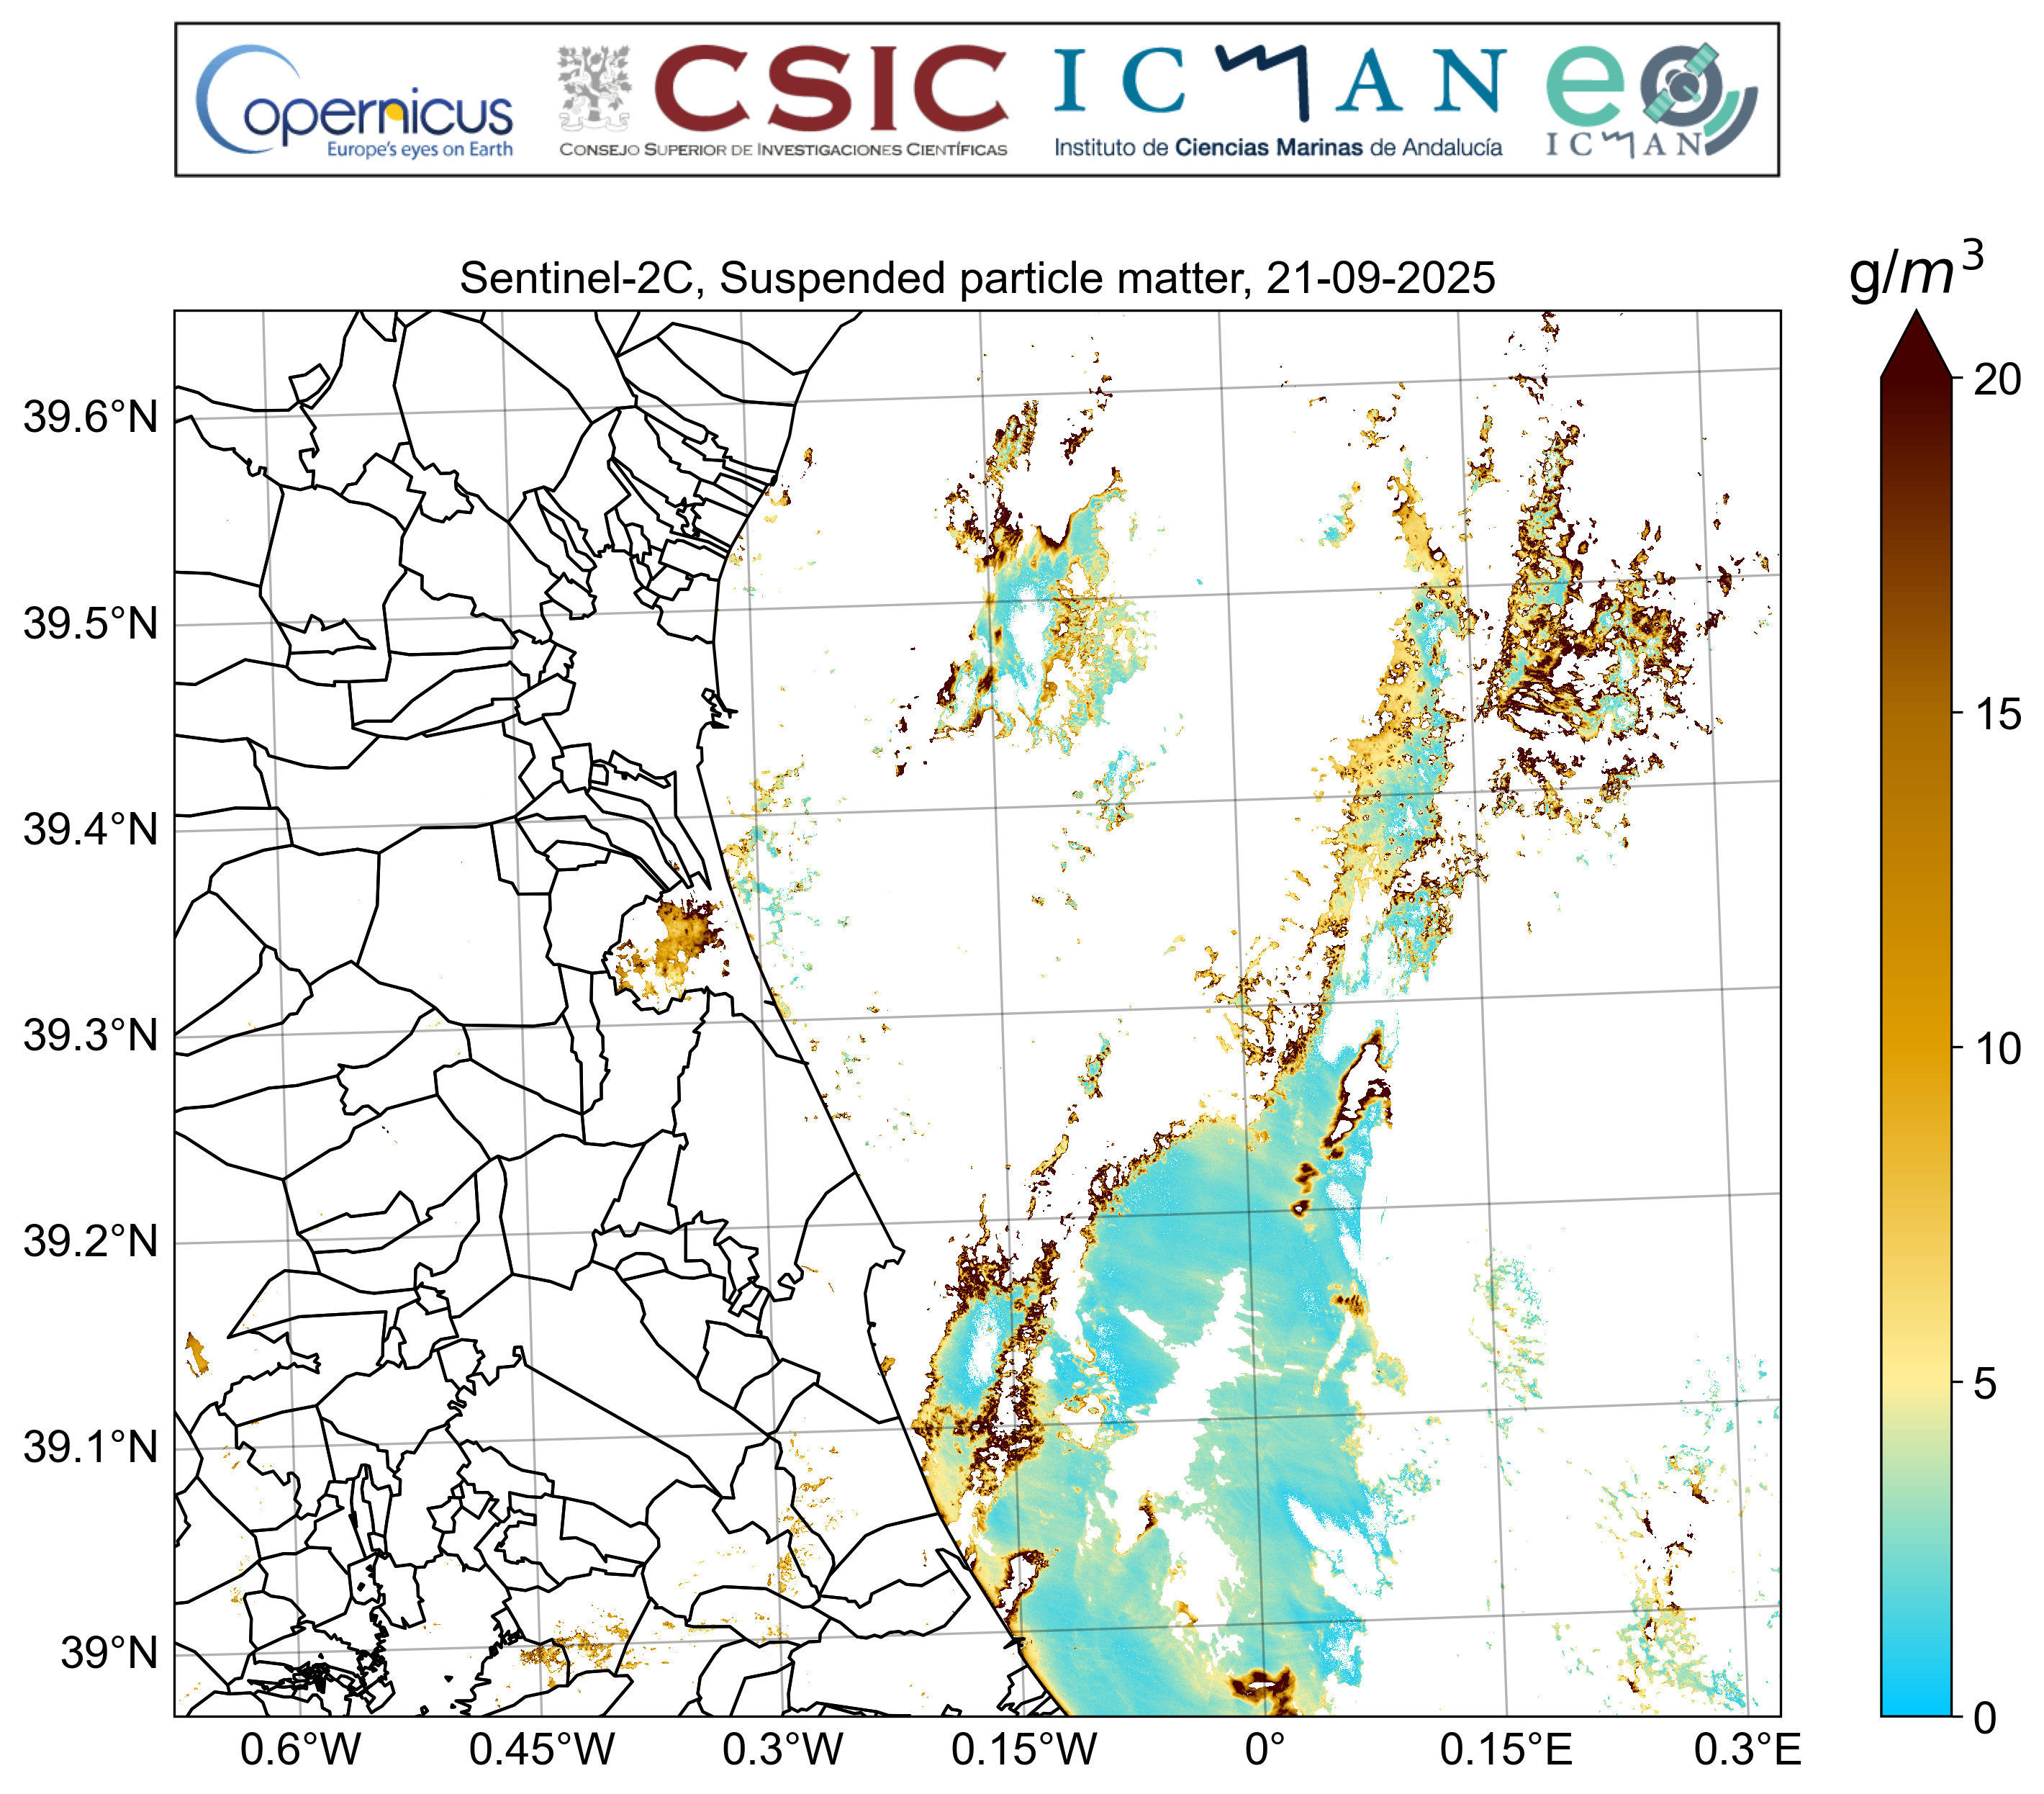 Copernicus
Europe's eyes on Earth
CSIC
CONSEJO SUPERIOR DE INVESTIGACIONES CIENTÍFICAS
ICMAN
Instituto de Ciencias Marinas de Andalucía
eo
ICMAN
Sentinel-2C, Suspended particle matter, 21-09-2025
g/m³
39.6°N
39.5°N
39.4°N
39.3°N
39.2°N
39.1°N
39°N
0.6°W
0.45°W
0.3°W
0.15°W
0°
0.15°E
0.3°E
20
15
10
5
0